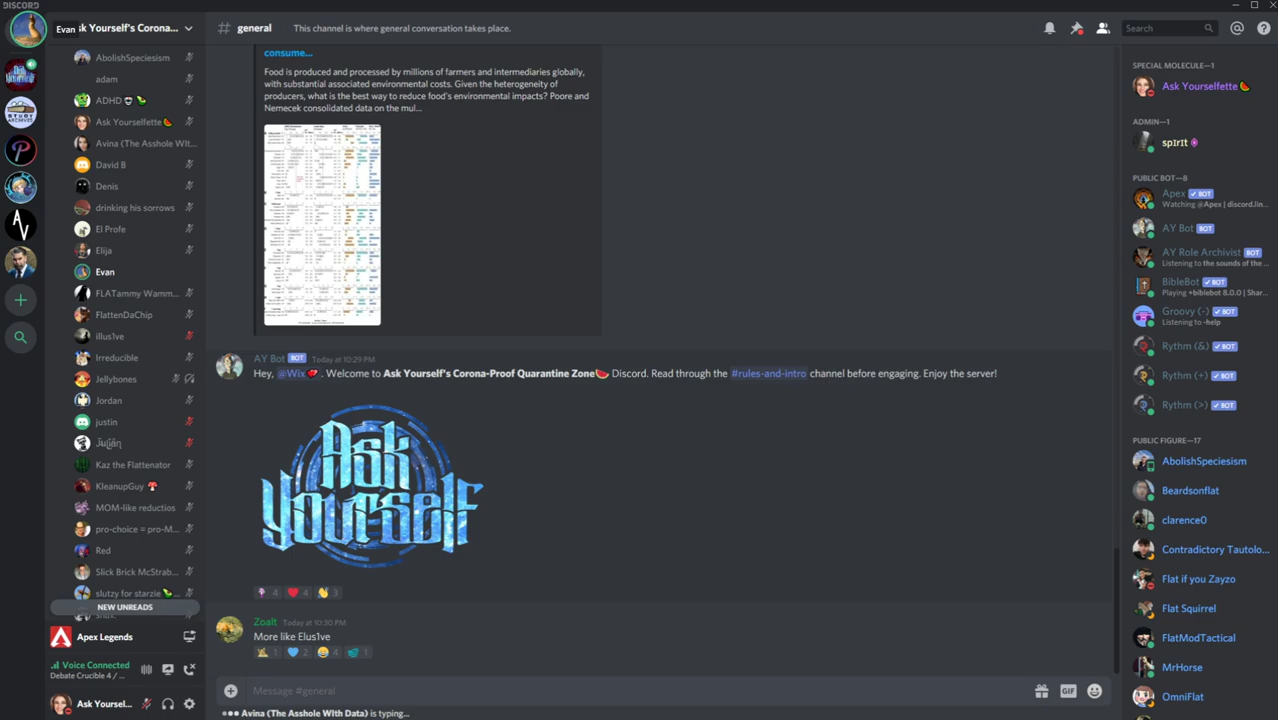 DISCORD
Evan
sk Yourself's Corona...
# general
This channel is where general conversation takes place.
Search
AbolishSpeciesism
adam
ADHD
Ask Yourselfette
Avina (The Asshole WIt...
David B
Denis
drinking his sorrows
El Profe
Elija
Evan
FLATammy Wamm...
FlattenDaChip
illus1ve
Irreducible
Jellybones
Jordan
justin
Kaz the Flattenator
KleanupGuy
MOM-like reductios
pro-choice = pro-M...
Red
Slick Brick McStrab...
slutzy for starzie
NEW UNREADS
Apex Legends
Voice Connected
Debate Crucible 4 / ...
Ask Yoursel...
consume...
Food is produced and processed by millions of farmers and intermediaries globally,
with substantial associated environmental costs. Given the heterogeneity of
producers, what is the best way to reduce food's environmental impacts? Poore and
Nemecek consolidated data on the mul...
AY Bot BOT Today at 10:29 PM
Hey, @Wix. Welcome to Ask Yourself's Corona-Proof Quarantine Zone Discord. Read through the #rules-and-intro channel before engaging. Enjoy the server!
Ask
Yourself
4 4 3
Zoalt Today at 10:30 PM
More like Elus1ve
1 2 4 1
Message #general
GIF
Avina (The Asshole WIth Data) is typing...
SPECIAL MOLECULE—1
Ask Yourselfette
ADMIN—1
sp1r1t
PUBLIC BOT—8
Apex BOT
Watching @Apex | discord.lin...
AY Bot BOT
AY Role Archivist BOT
Listening to the sounds of the ...
BibleBot BOT
Playing +biblebot 8.0.0 | Shar...
Groovy (-) BOT
Listening to -help
Rythm (&) BOT
Rythm (+) BOT
Rythm (>) BOT
PUBLIC FIGURE—17
AbolishSpeciesism
Beardsonflat
clarence0
Contradictory Tautolo...
Flat if you Zayzo
Flat Squirrel
FlatModTactical
MrHorse
OmniFlat